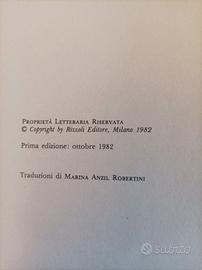 PROPRIETÀ LETTERARIA RISERVATA
© Copyright by Rizzoli Editore, Milano 1982
Prima edizione: ottobre 1982
Traduzioni di MARINA ANZIL ROBERTINI
subito